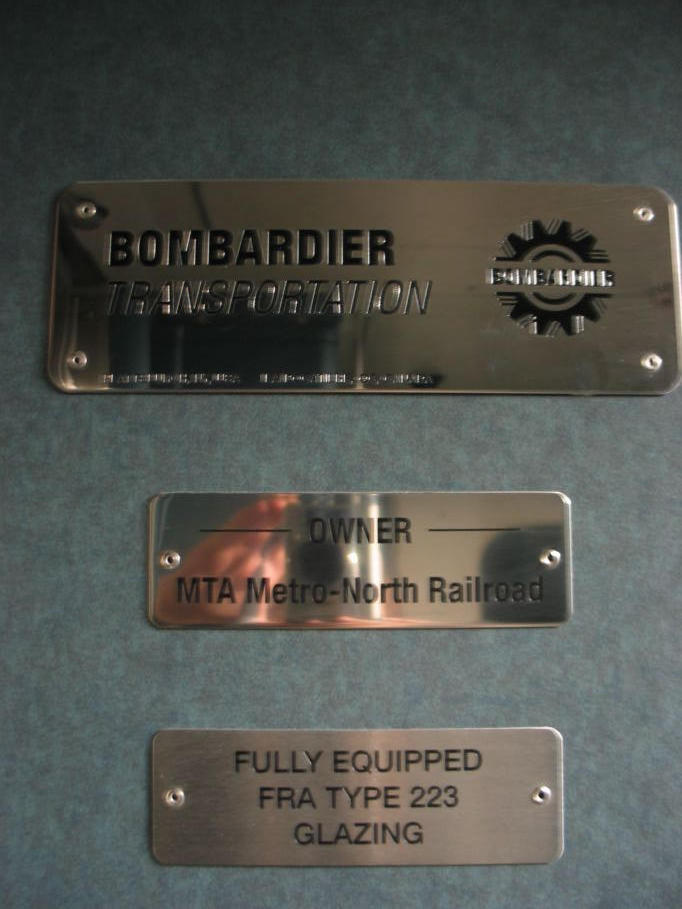 BOMBARDIER
TRANSPORTATION
BOMBARDIER
OWNER
MTA Metro-North Railroad
FULLY EQUIPPED
FRA TYPE 223
GLAZING